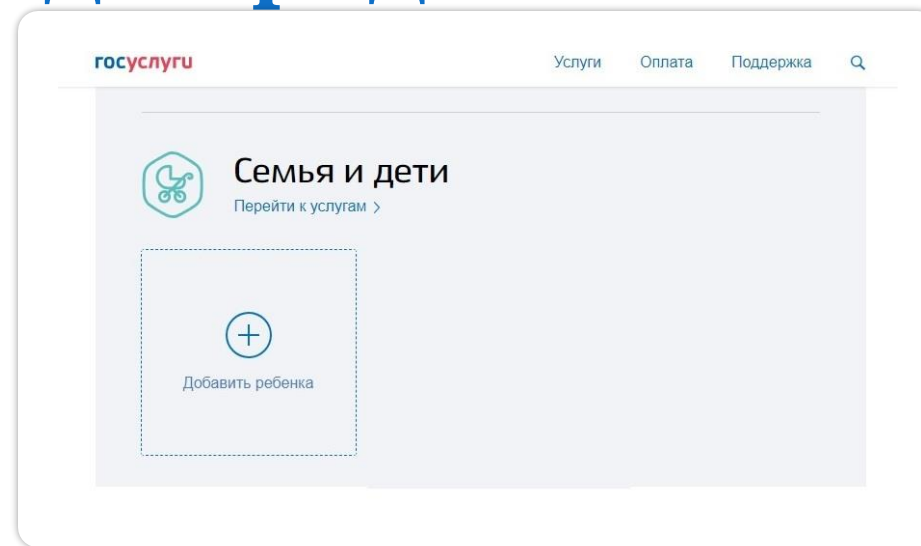 госуслуги Услуги Оплата Поддержка
Семья и дети
Перейти к услугам >
Добавить ребенка